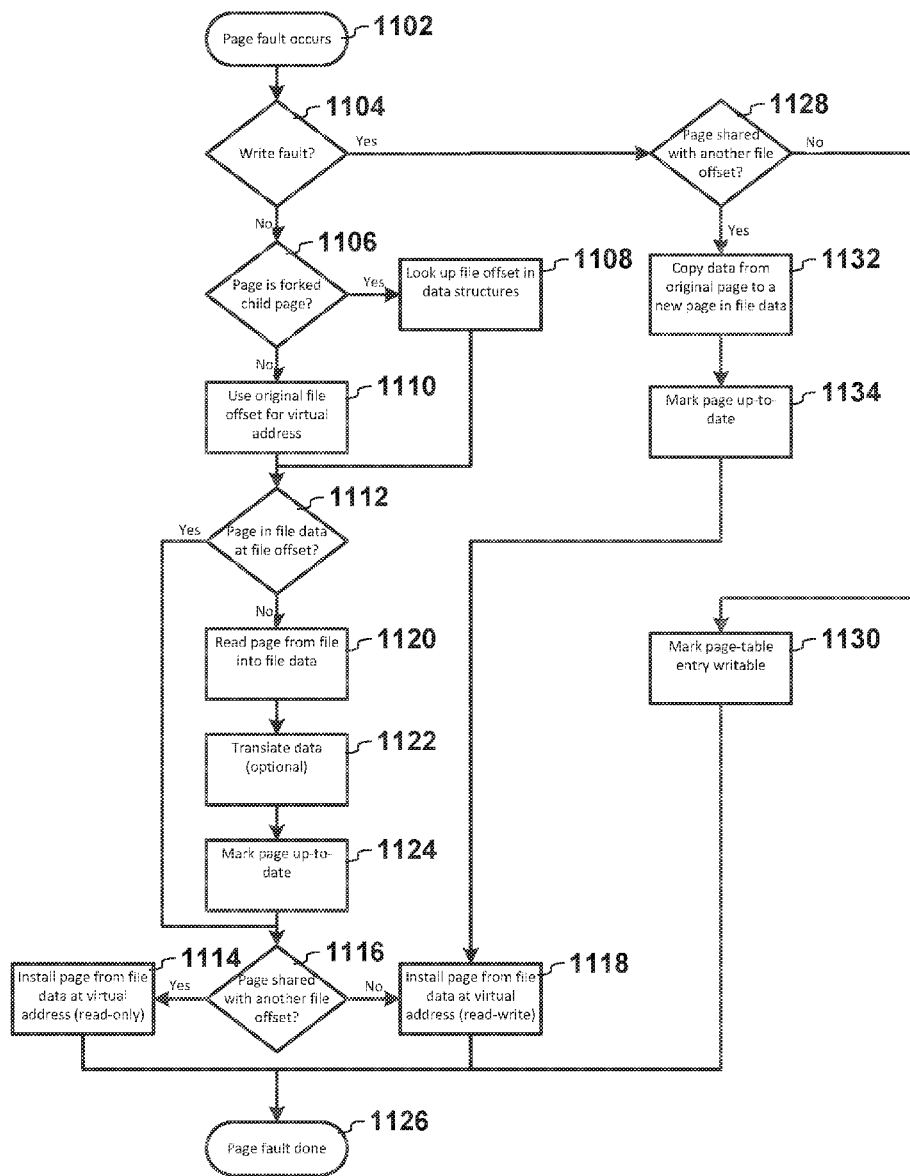 1102
Page fault occurs
1104
1128
Write fault?
Yes
Page shared
with another file
offset?
No
No
Yes
1106
Page is forked
child page?
Yes
1108
Look up file offset in
data structures
1132
Copy data from
original page to a
new page in file data
No
1110
Use original file
offset for virtual
address
1134
Mark page up-to-
date
1112
Yes
Page in file data
at file offset?
No
1120
Read page from file
into file data
1130
Mark page-table
entry writable
1122
Translate data
(optional)
1124
Mark page up-to-
date
1114
Install page from file
data at virtual
address (read-only)
Yes
1116
Page shared
with another file
offset?
No
1118
Install page from file
data at virtual
address (read-write)
1126
Page fault done